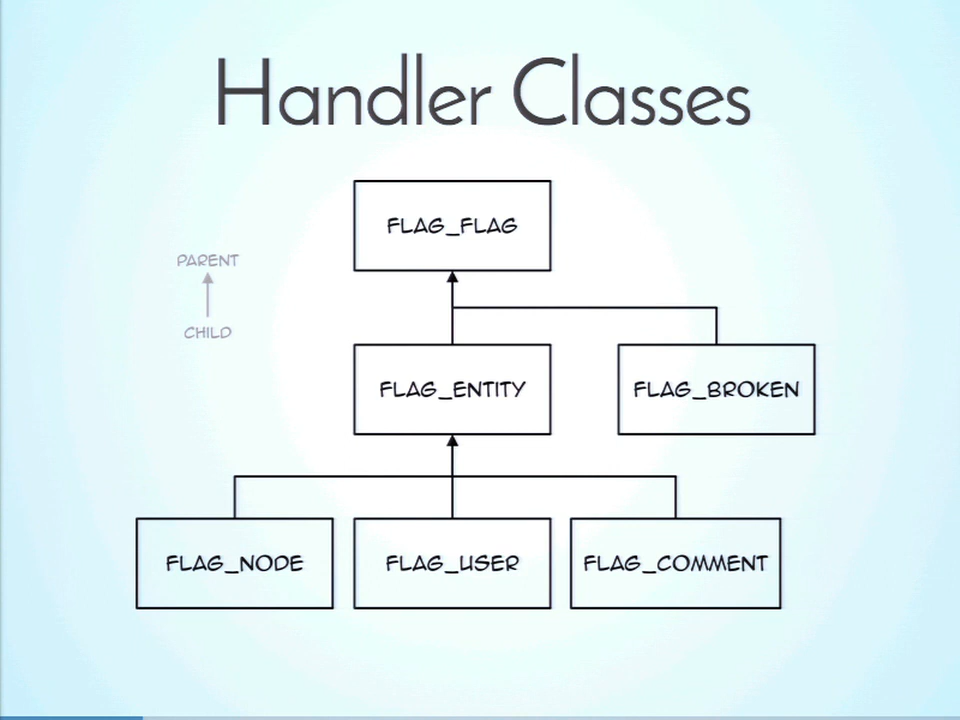 Handler Classes
FLAG_FLAG
PARENT
CHILD
FLAG_ENTITY
FLAG_BROKEN
FLAG_NODE
FLAG_USER
FLAG_COMMENT